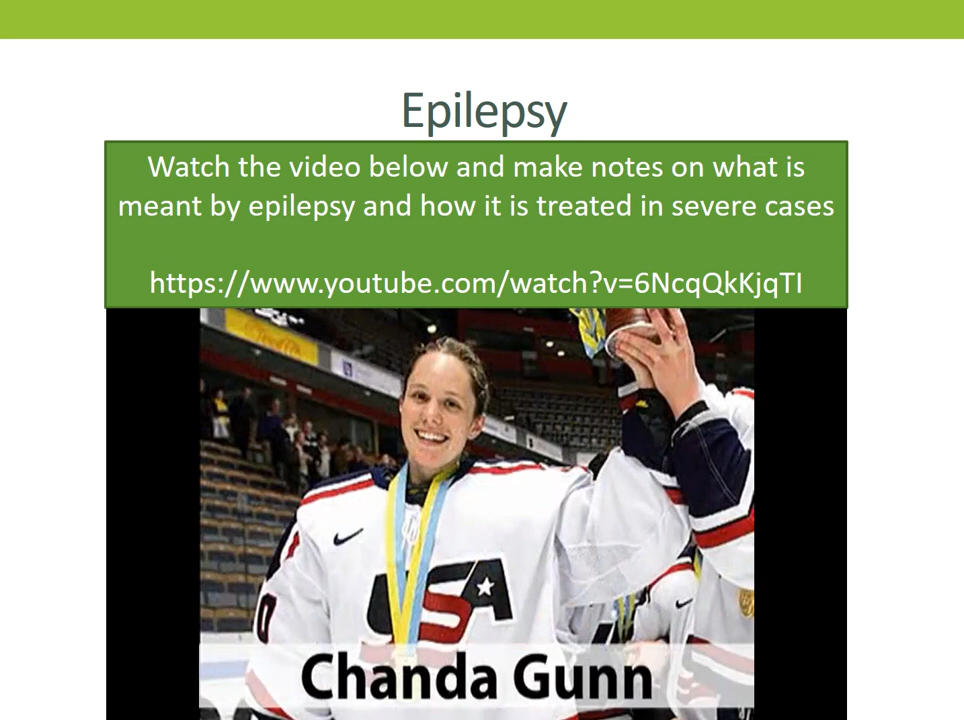 Epilepsy
Watch the video below and make notes on what is
meant by epilepsy and how it is treated in severe cases
https://www.youtube.com/watch?v=6NcqQkKjqTI
USA
Chanda Gunn